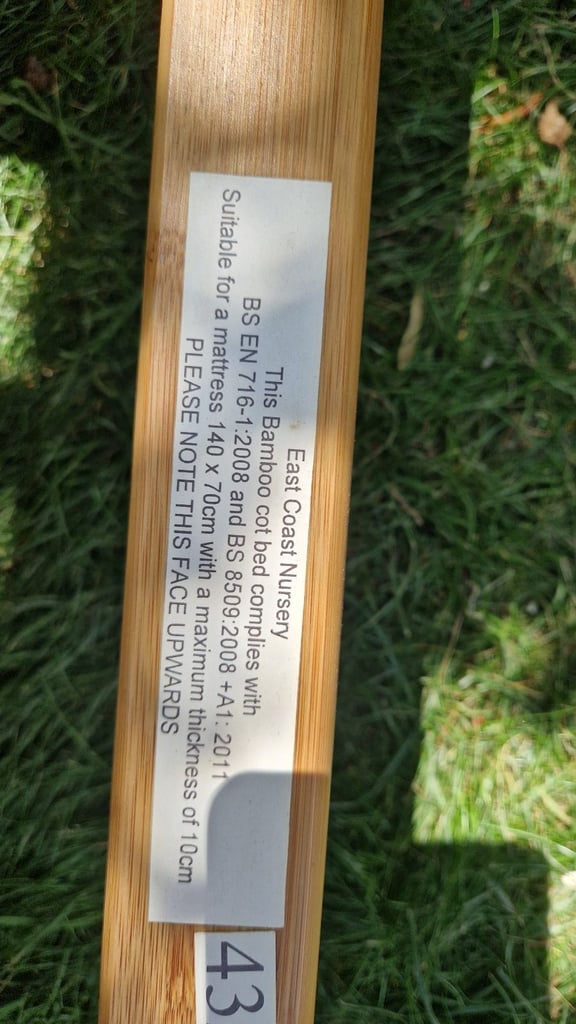 East Coast Nursery
This Bamboo cot bed complies with
BS EN 716-1:2008 and BS 8509:2008 +A1: 2011
Suitable for a mattress 140 x 70cm with a maximum thickness of 10cm
PLEASE NOTE THIS FACE UPWARDS
43